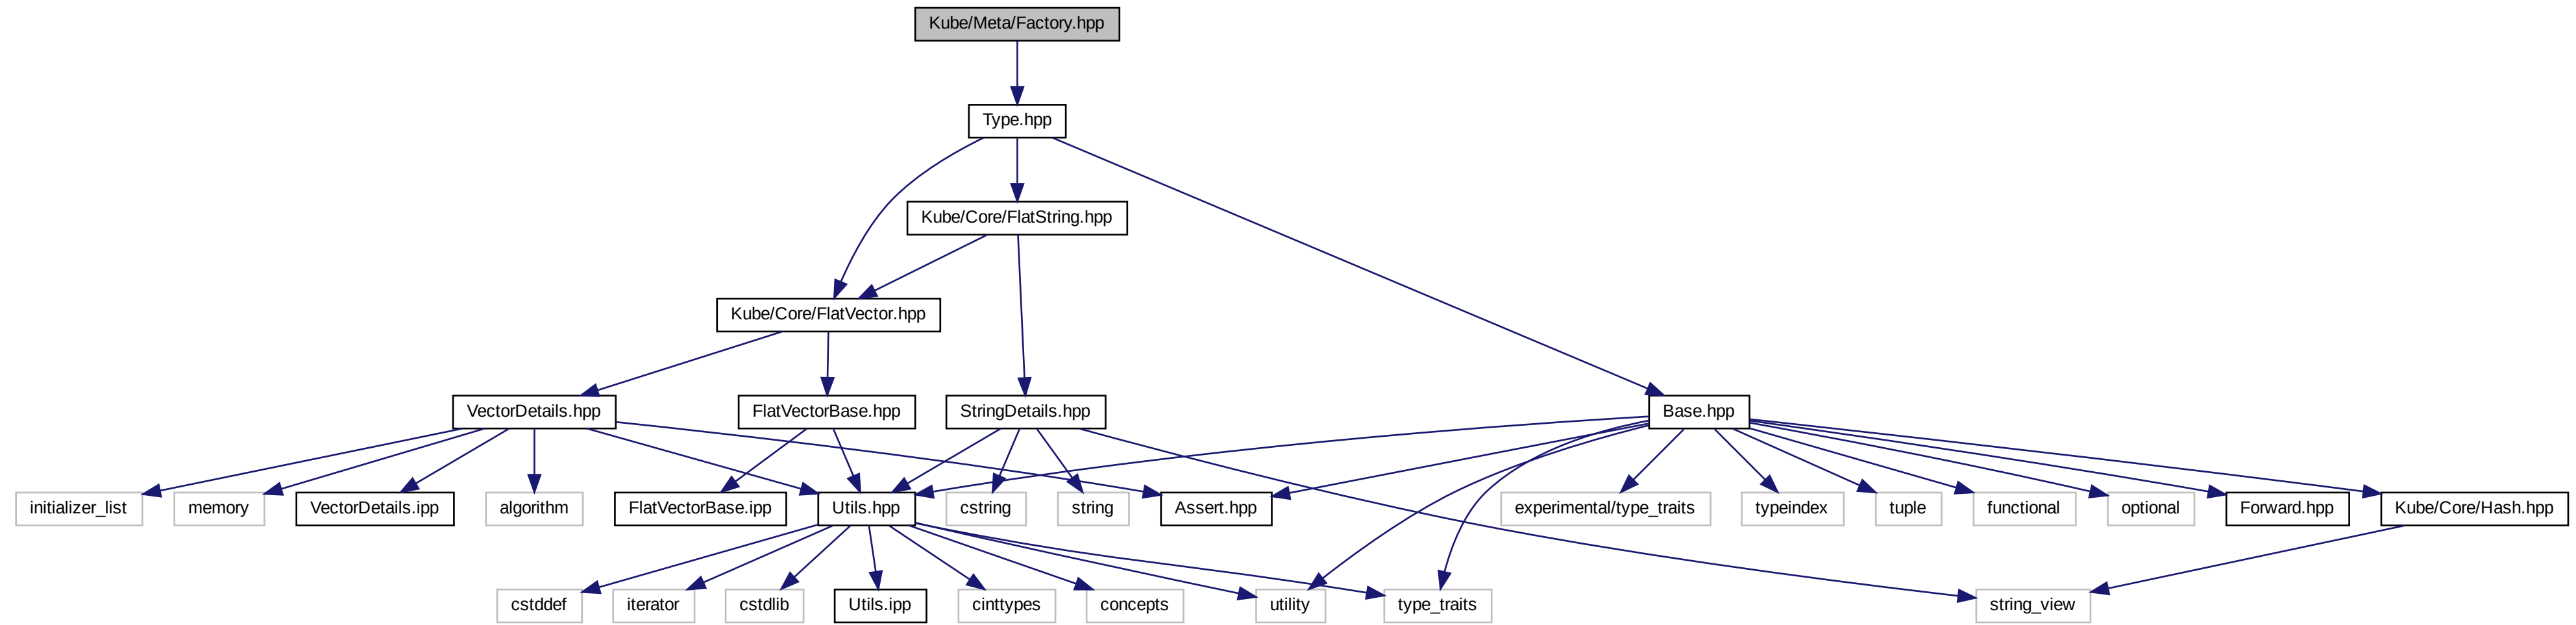 Kube/Meta/Factory.hpp
Type.hpp
Kube/Core/FlatString.hpp
Kube/Core/FlatVector.hpp
VectorDetails.hpp
FlatVectorBase.hpp
StringDetails.hpp
Base.hpp
initializer_list
memory
VectorDetails.ipp
algorithm
FlatVectorBase.ipp
Utils.hpp
cstring
string
Assert.hpp
experimental/type_traits
typeindex
tuple
functional
optional
Forward.hpp
Kube/Core/Hash.hpp
cstddef
iterator
cstdlib
Utils.ipp
cinttypes
concepts
utility
type_traits
string_view